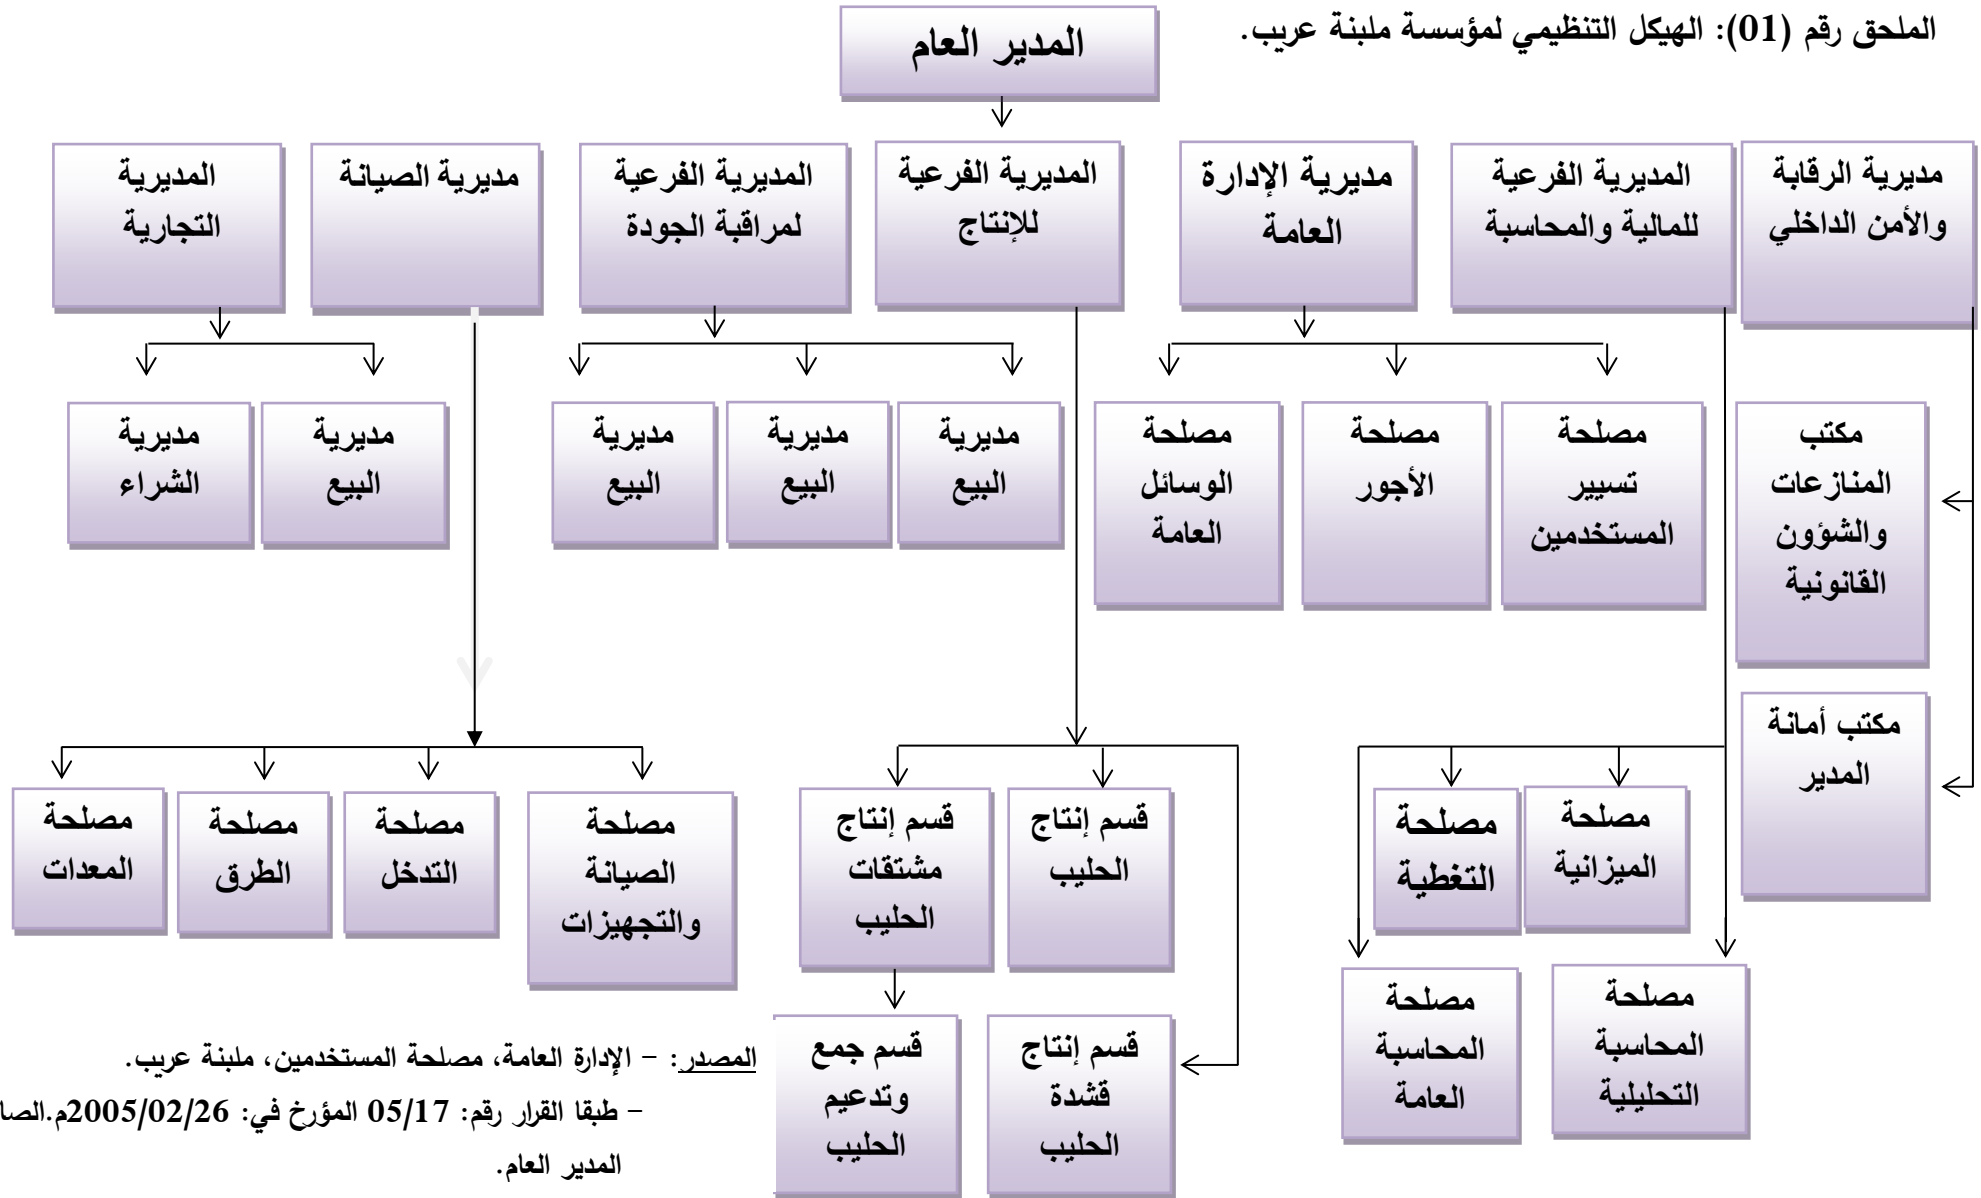 الملحق رقم (01): الهيكل التنظيمي لمؤسسة ملبنة عريب.
المدير العام
مديرية الرقابة
والأمن الداخلي
المديرية الفرعية
للمالية والمحاسبة
مديرية الإدارة
العامة
المديرية الفرعية
للإنتاج
المديرية الفرعية
لمراقبة الجودة
مديرية الصيانة
المديرية
التجارية
مكتب
المنازعات
والشؤون
القانونية
مصلحة
تسيير
المستخدمين
مصلحة
الأجور
مصلحة
الوسائل
العامة
مديرية
البيع
مديرية
البيع
مديرية
البيع
مديرية
البيع
مديرية
الشراء
مكتب أمانة
المدير
مصلحة
الميزانية
مصلحة
التغطية
قسم إنتاج
الحليب
قسم إنتاج
مشتقات
الحليب
مصلحة
الصيانة
والتجهيزات
مصلحة
التدخل
مصلحة
الطرق
مصلحة
المعدات
مصلحة
المحاسبة
التحليلية
مصلحة
المحاسبة
العامة
قسم إنتاج
قشدة
الحليب
قسم جمع
وتدعيم
الحليب
المصدر: - الإدارة العامة، مصلحة المستخدمين، ملبنة عريب.
- طبقا القرار رقم: 05/17 المؤرخ في: 2005/02/26م.الصا
المدير العام.